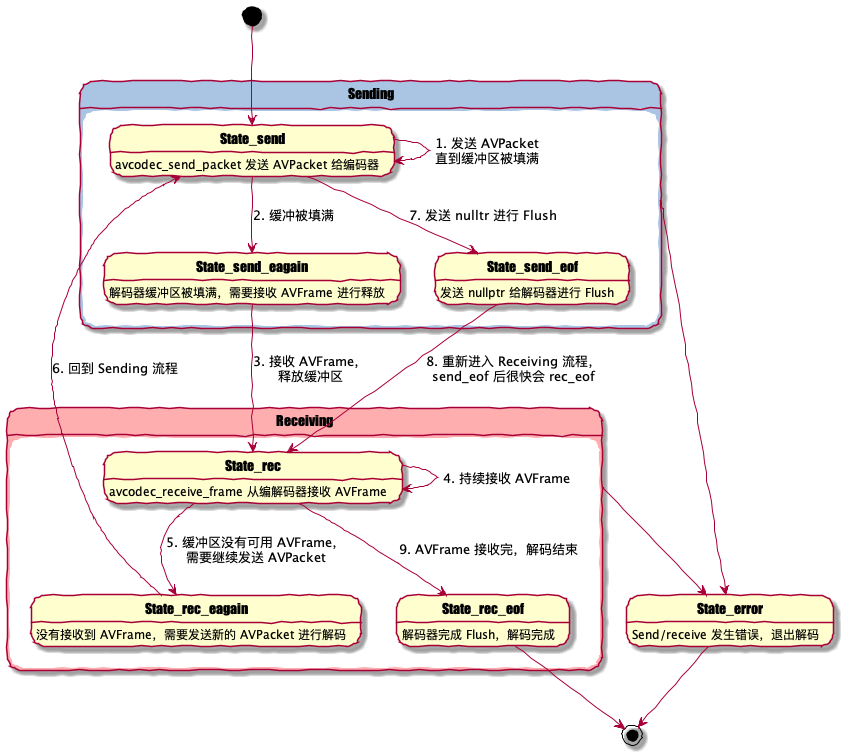 Sending
State_send
avcodec_send_packet 发送 AVPacket 给编码器
1. 发送 AVPacket
直到缓冲区被填满
2. 缓冲被填满
7. 发送 nulltr 进行 Flush
State_send_eagain
解码器缓冲区被填满，需要接收 AVFrame 进行释放
State_send_eof
发送 nullptr 给解码器进行 Flush
6. 回到 Sending 流程
3. 接收 AVFrame，
释放缓冲区
8. 重新进入 Receiving 流程，
send_eof 后很快会 rec_eof
Receiving
State_rec
avcodec_receive_frame 从编解码器接收 AVFrame
4. 持续接收 AVFrame
5. 缓冲区没有可用 AVFrame，
需要继续发送 AVPacket
9. AVFrame 接收完，解码结束
State_rec_eagain
没有接收到 AVFrame，需要发送新的 AVPacket 进行解码
State_rec_eof
解码器完成 Flush，解码完成
State_error
Send/receive 发生错误，退出解码